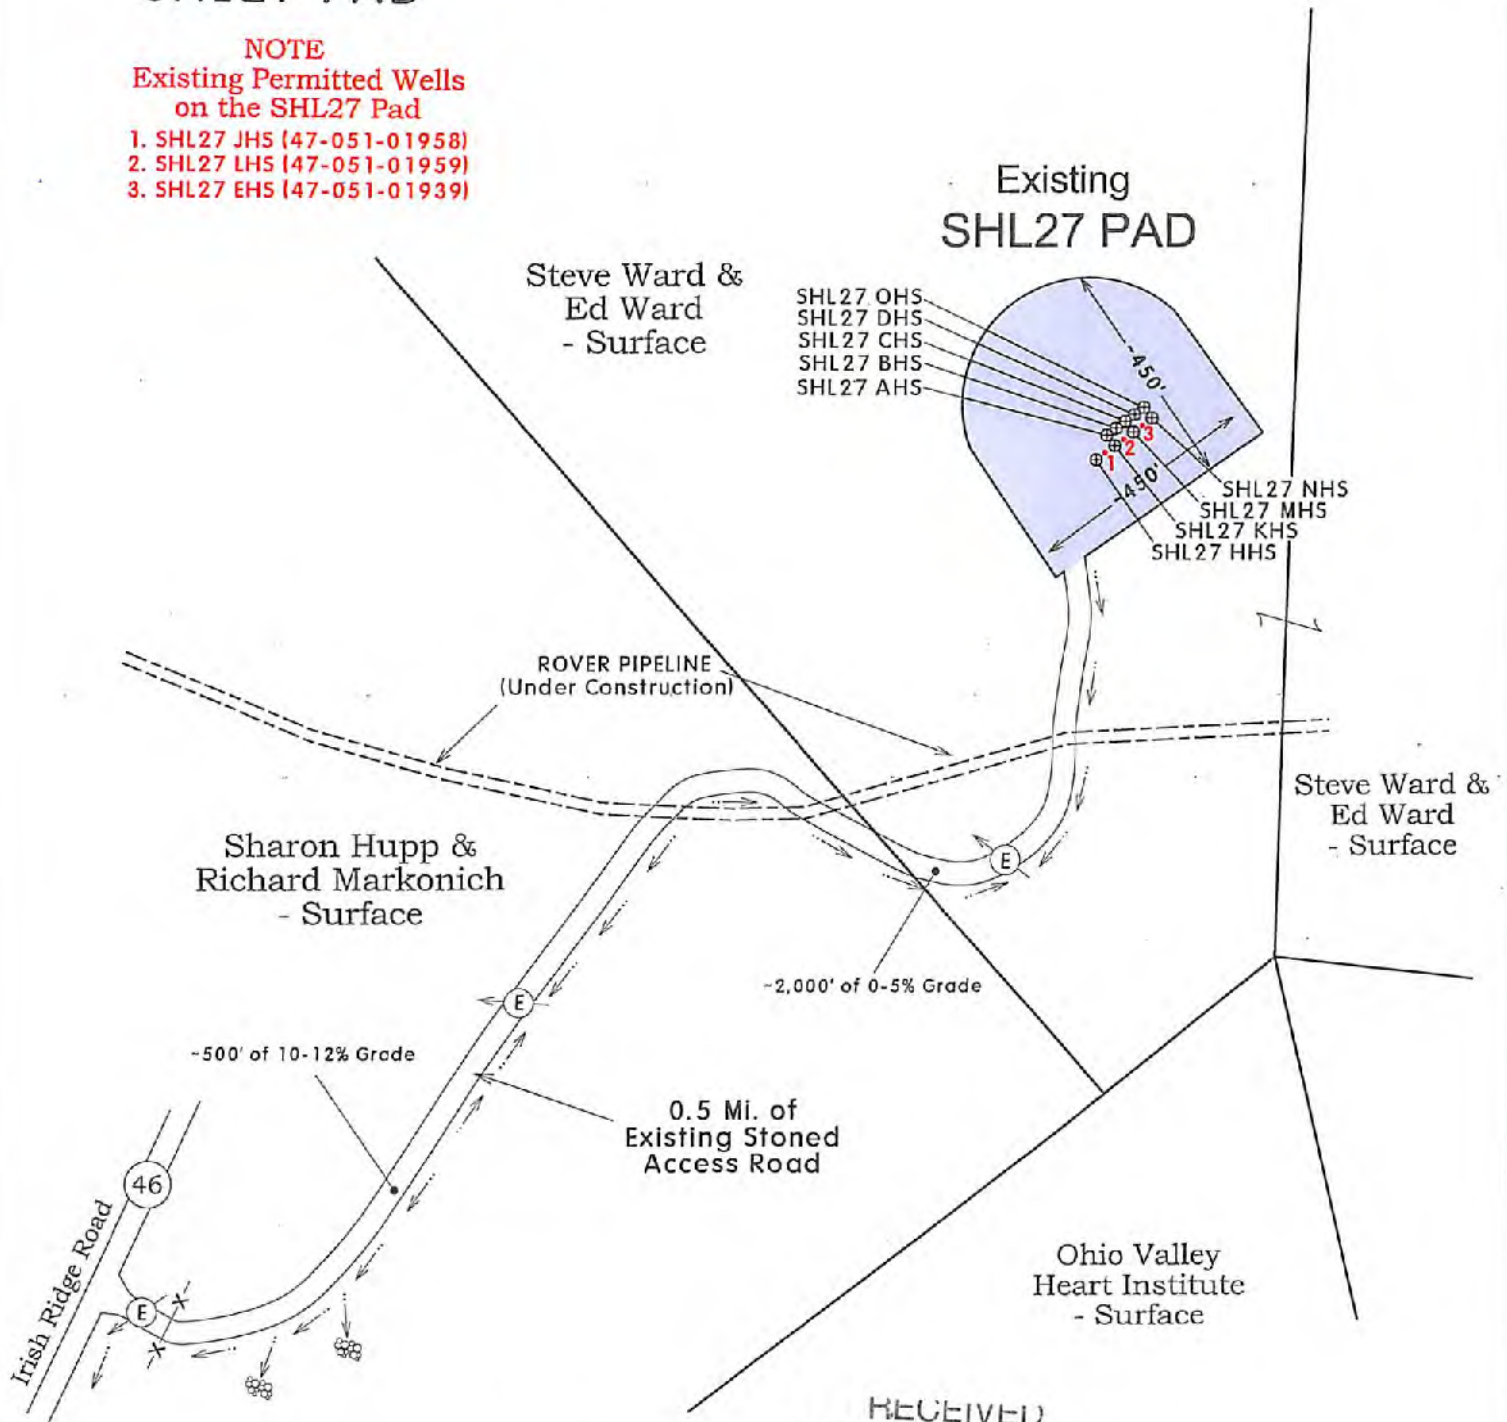 SHL27 PAD
NOTE
Existing Permitted Wells
on the SHL27 Pad
1. SHL27 JHS (47-051-01958)
2. SHL27 LHS (47-051-01959)
3. SHL27 EHS (47-051-01939)
Existing
SHL27 PAD
Steve Ward &
Ed Ward
- Surface
SHL27 OHS
SHL27 DHS
SHL27 CHS
SHL27 BHS
SHL27 AHS
~450'
3
2
1
~450'
SHL27 NHS
SHL27 MHS
SHL27 KHS
SHL27 HHS
ROVER PIPELINE
(Under Construction)
Steve Ward &
Ed Ward
- Surface
Sharon Hupp &
Richard Markonich
- Surface
E
~2,000' of 0-5% Grade
E
~500' of 10-12% Grade
0.5 Mi. of
Existing Stoned
Access Road
46
Irish Ridge Road
E
Ohio Valley
Heart Institute
- Surface
RECEIVED